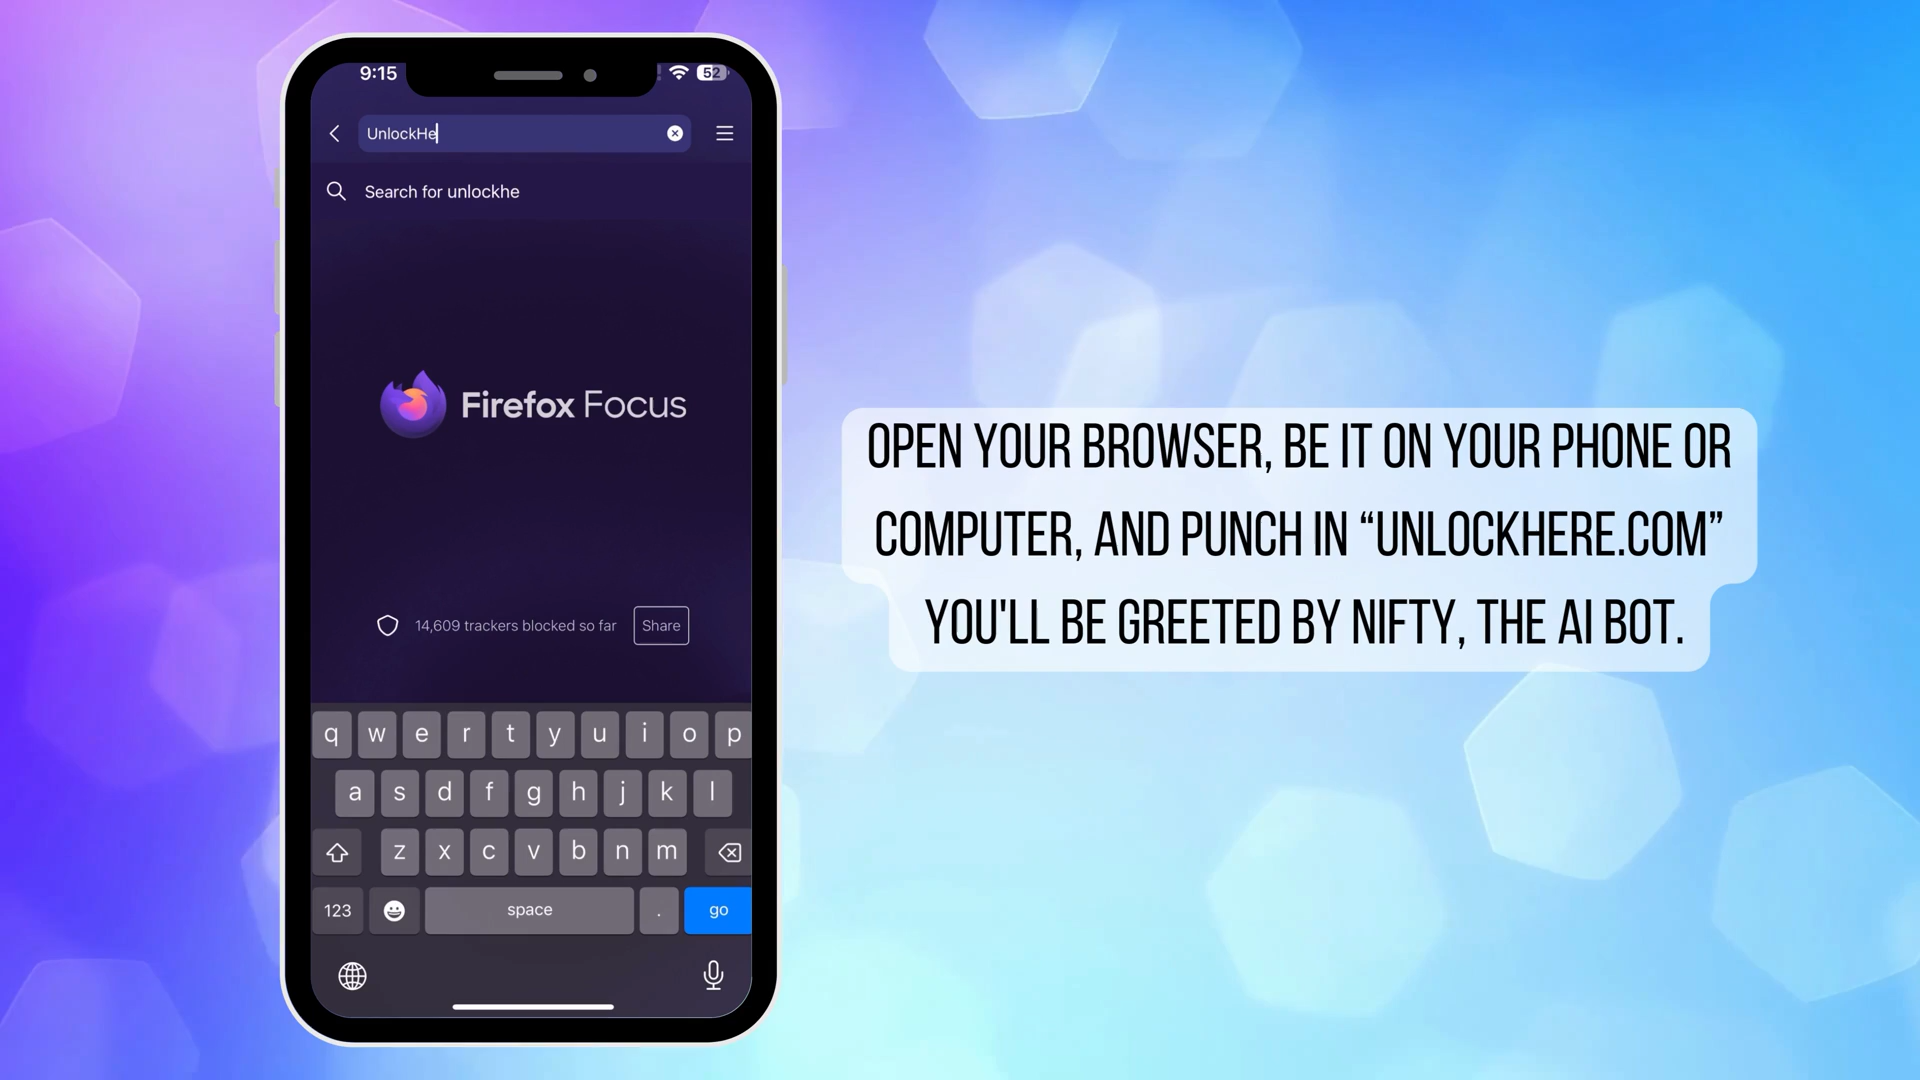 9:15
52
UnlockHe
Search for unlockhe
Firefox Focus
14,609 trackers blocked so far
Share
q w e r t y u i o p
a s d f g h j k l
z x c v b n m
123
space
.
go
OPEN YOUR BROWSER, BE IT ON YOUR PHONE OR
COMPUTER, AND PUNCH IN “UNLOCKHERE.COM”
YOU'LL BE GREETED BY NIFTY, THE AI BOT.